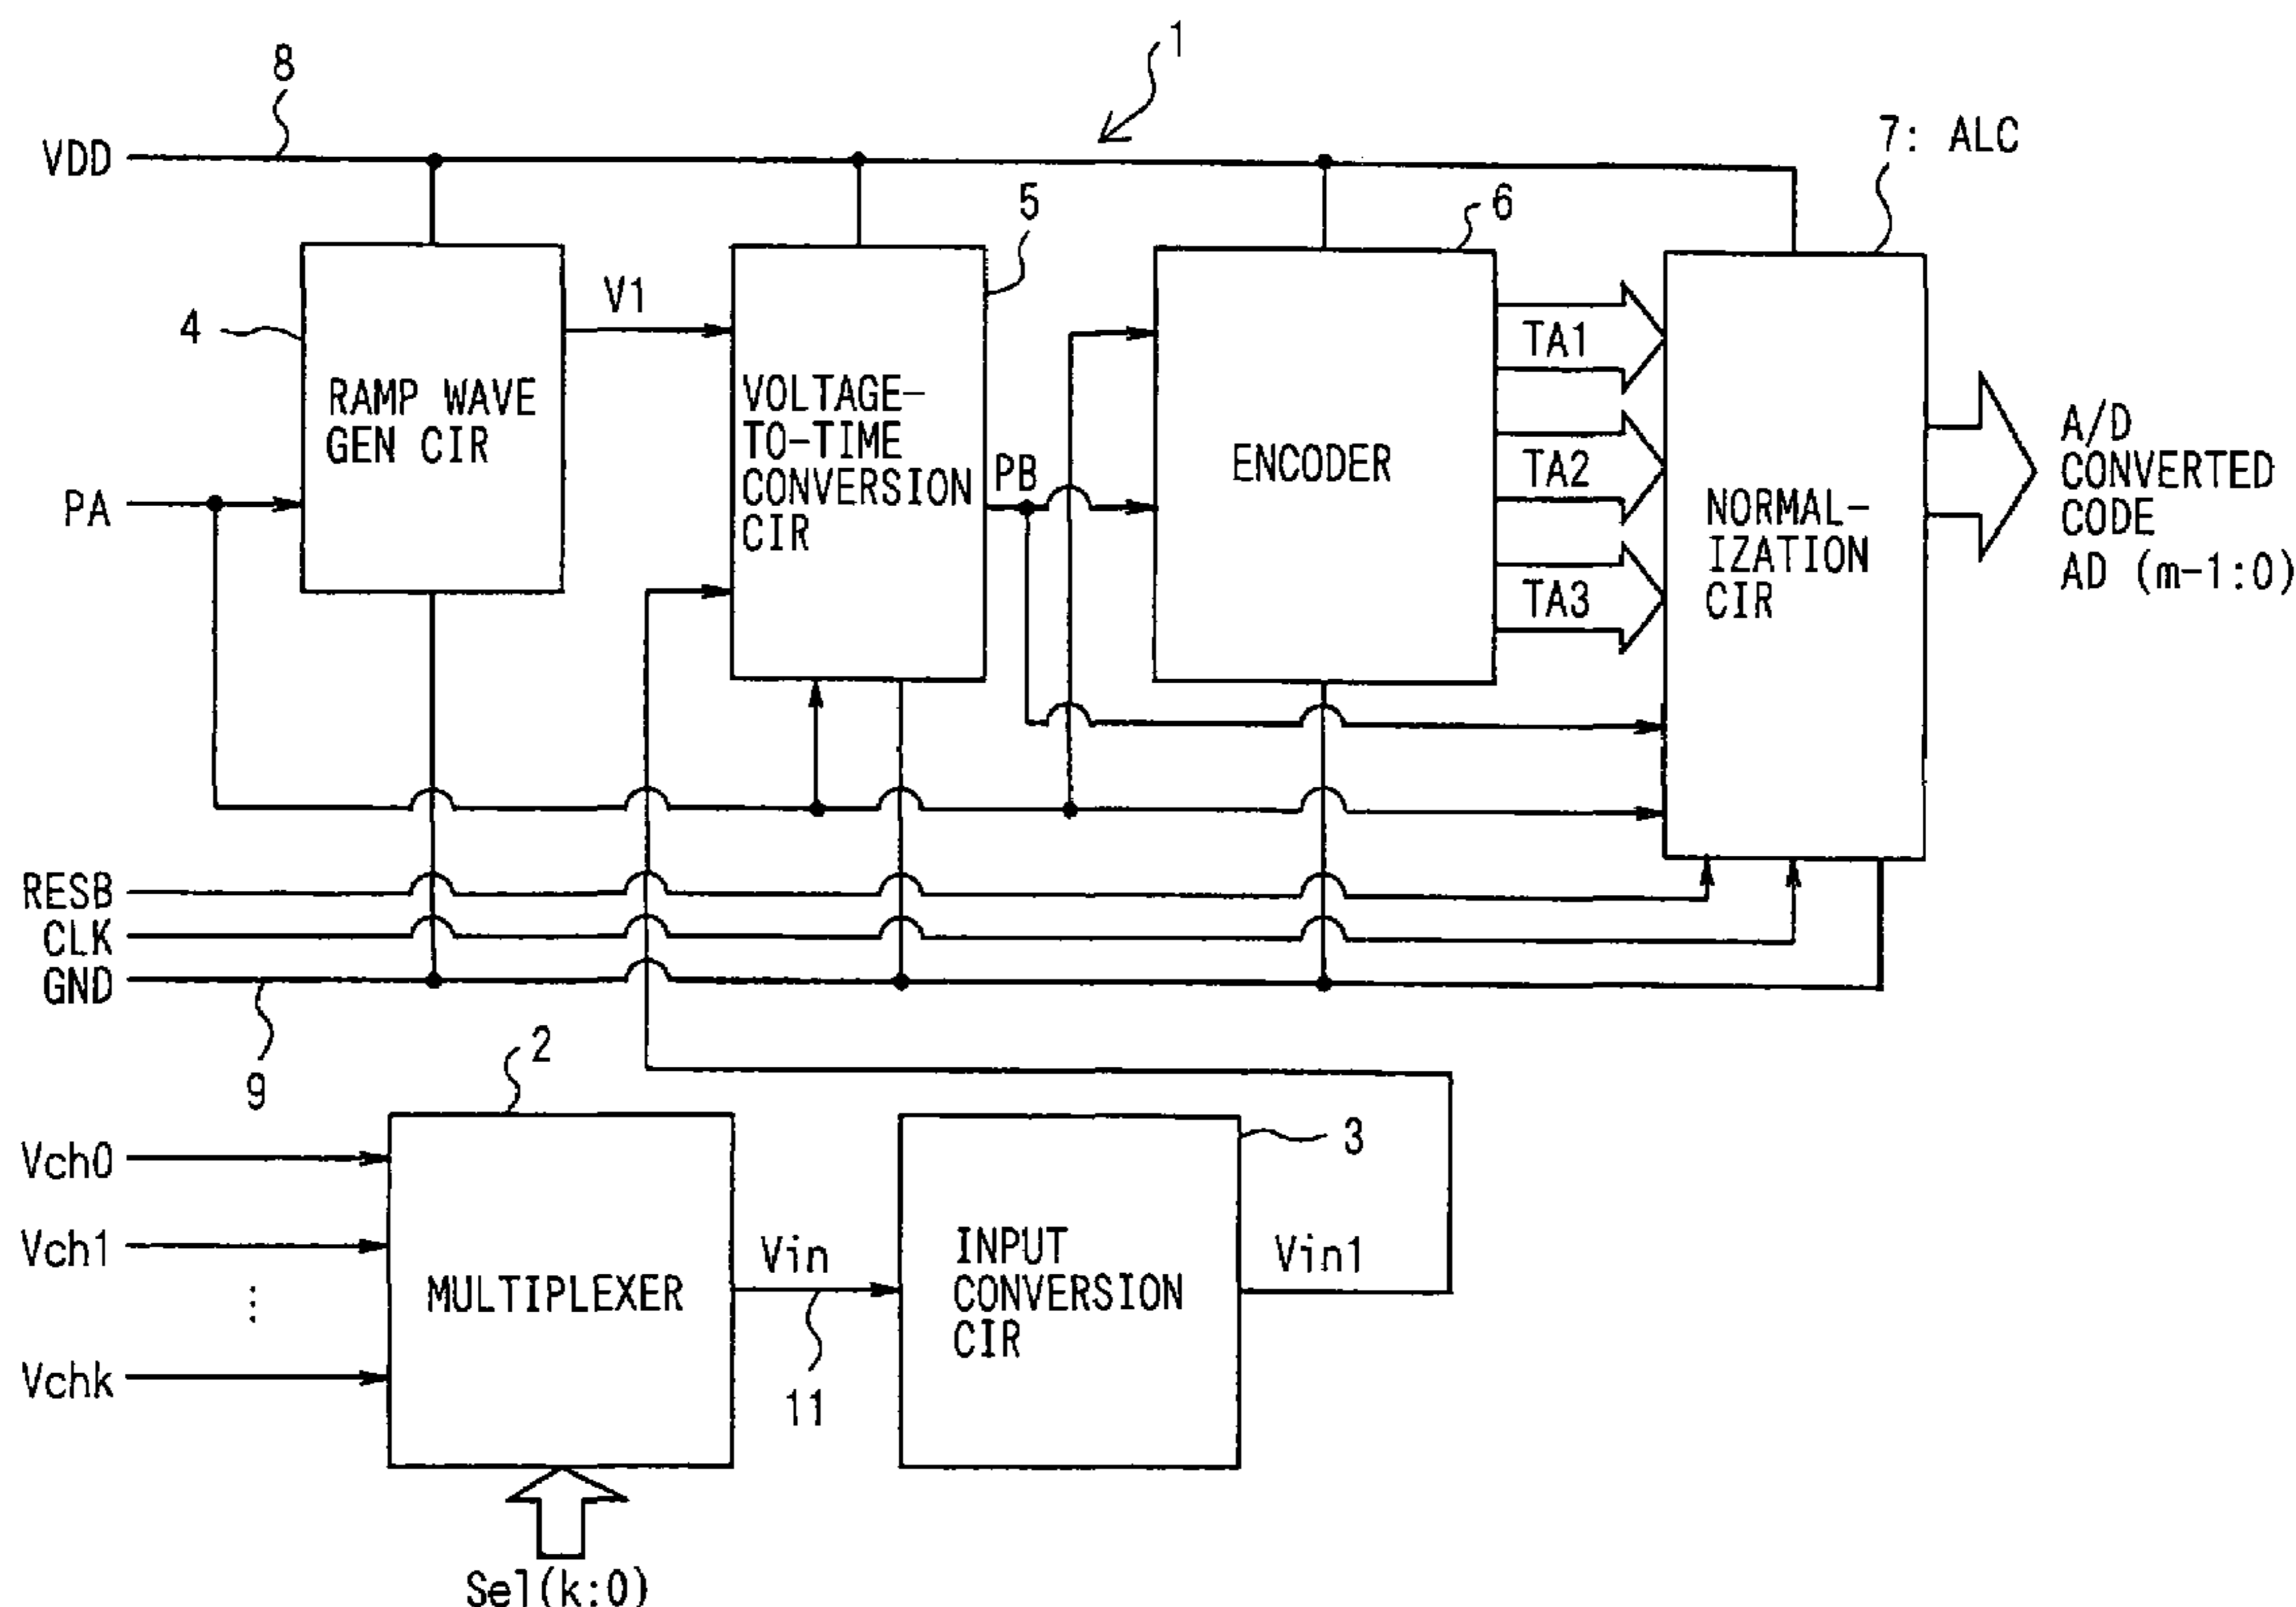 1
8
VDD
7: ALC
5
6
4
V1
RAMP WAVE
GEN CIR
VOLTAGE-
TO-TIME
CONVERSION
CIR
PB
ENCODER
TA1
TA2
TA3
NORMAL-
IZATION
CIR
A/D
CONVERTED
CODE
AD (m-1:0)
PA
RESB
CLK
GND
9
2
3
Vch0
Vch1
⋮
Vchk
MULTIPLEXER
Vin
11
INPUT
CONVERSION
CIR
Vin1
Sel(k:0)